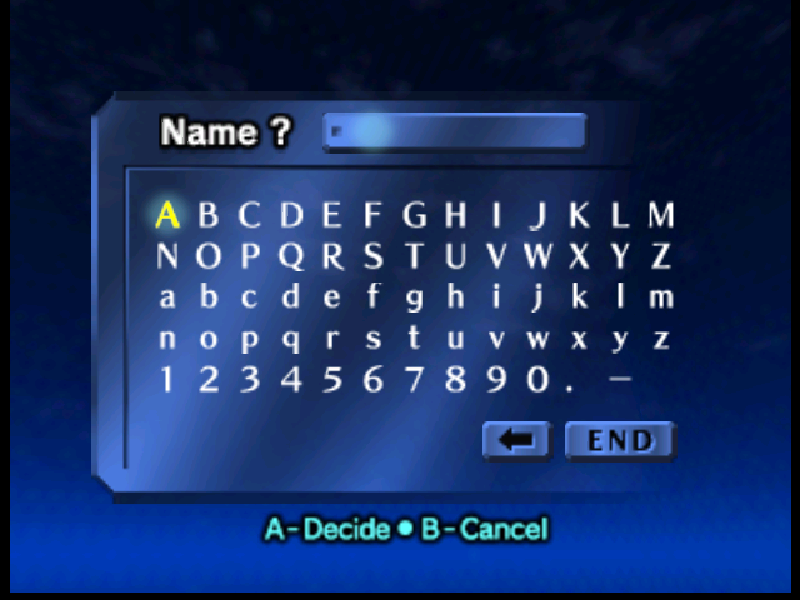 Name ?
A B C D E F G H I J K L M
N O P Q R S T U V W X Y Z
a b c d e f g h i j k l m
n o p q r s t u v w x y z
1 2 3 4 5 6 7 8 9 0 . –
← END
A-Decide ● B-Cancel